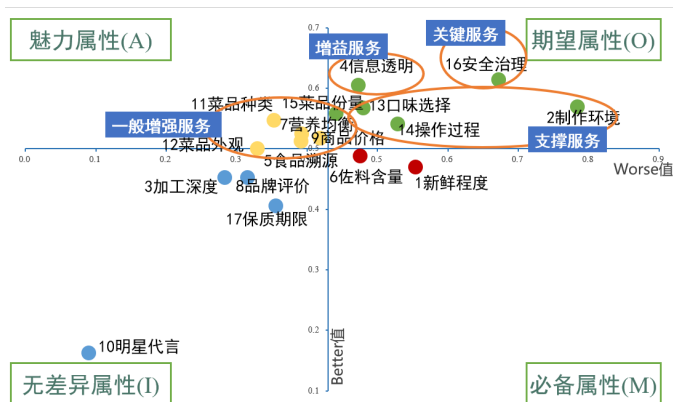 魅力属性(A)
0.7
关键服务
期望属性(O)
增益服务
4信息透明
16安全治理
0.6
11菜品种类
15菜品份量
13口味选择
2制作环境
一般增强服务
7营养均衡
14操作过程
9商品价格
12菜品外观
支撑服务
0.0
0.1
0.2
0.3
0.5
0.6
0.7
0.8
0.9
5食品溯源
Worse值
6佐料含量
1新鲜程度
3加工深度
8品牌评价
0.4
17保质期限
0.3
10明星代言
Better值
0.2
无差异属性(I)
必备属性(M)
0.1